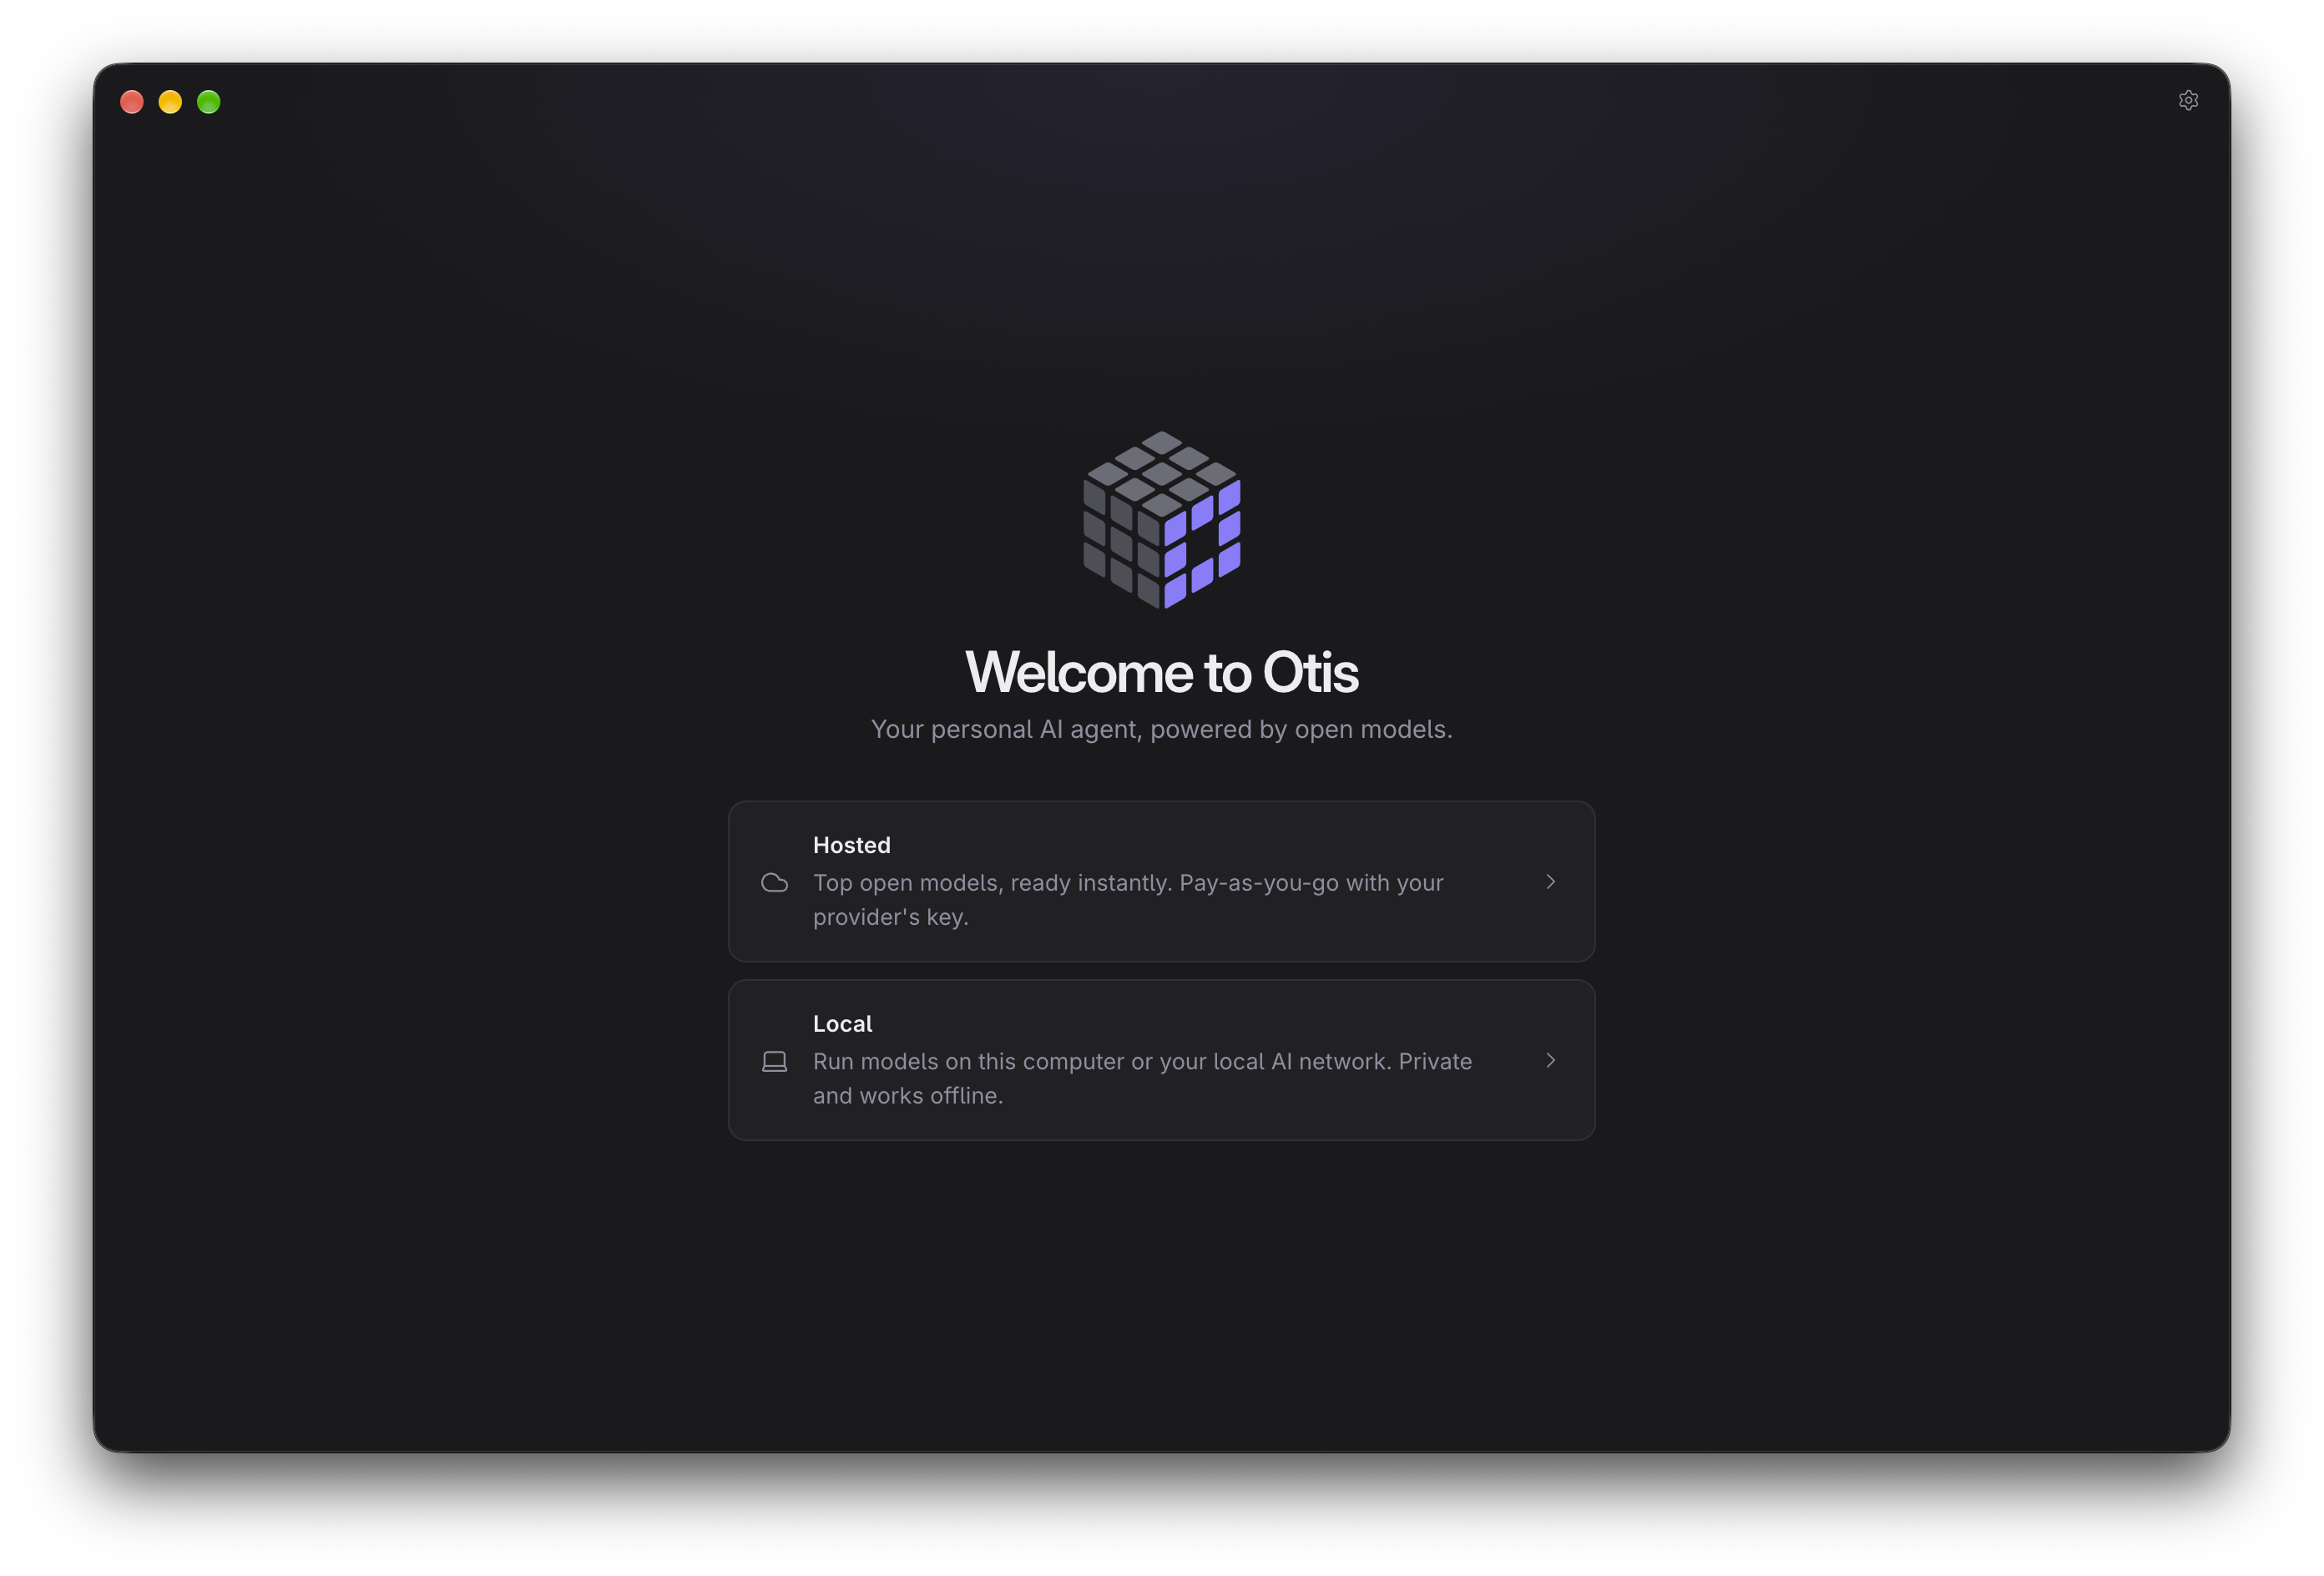 Welcome to Otis
Your personal AI agent, powered by open models.
Hosted
Top open models, ready instantly. Pay-as-you-go with your
provider's key.
Local
Run models on this computer or your local AI network. Private
and works offline.